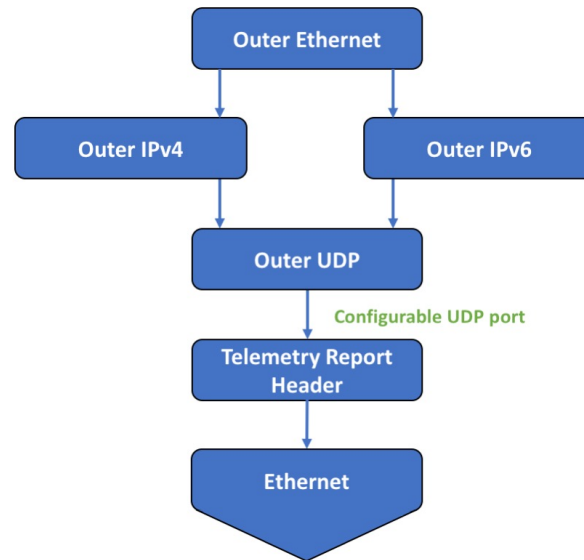 Outer Ethernet
Outer IPv4
Outer IPv6
Outer UDP
Configurable UDP port
Telemetry Report
Header
Ethernet